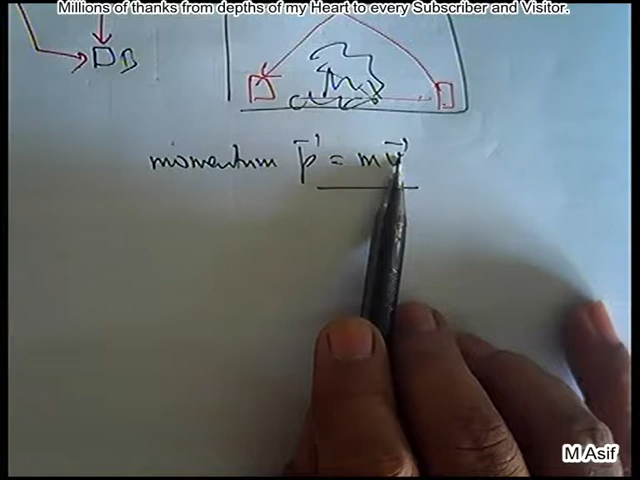 Millions of thanks from depths of my Heart to every Subscriber and Visitor.
D B
momentum p⃗ = mv⃗
M Asif